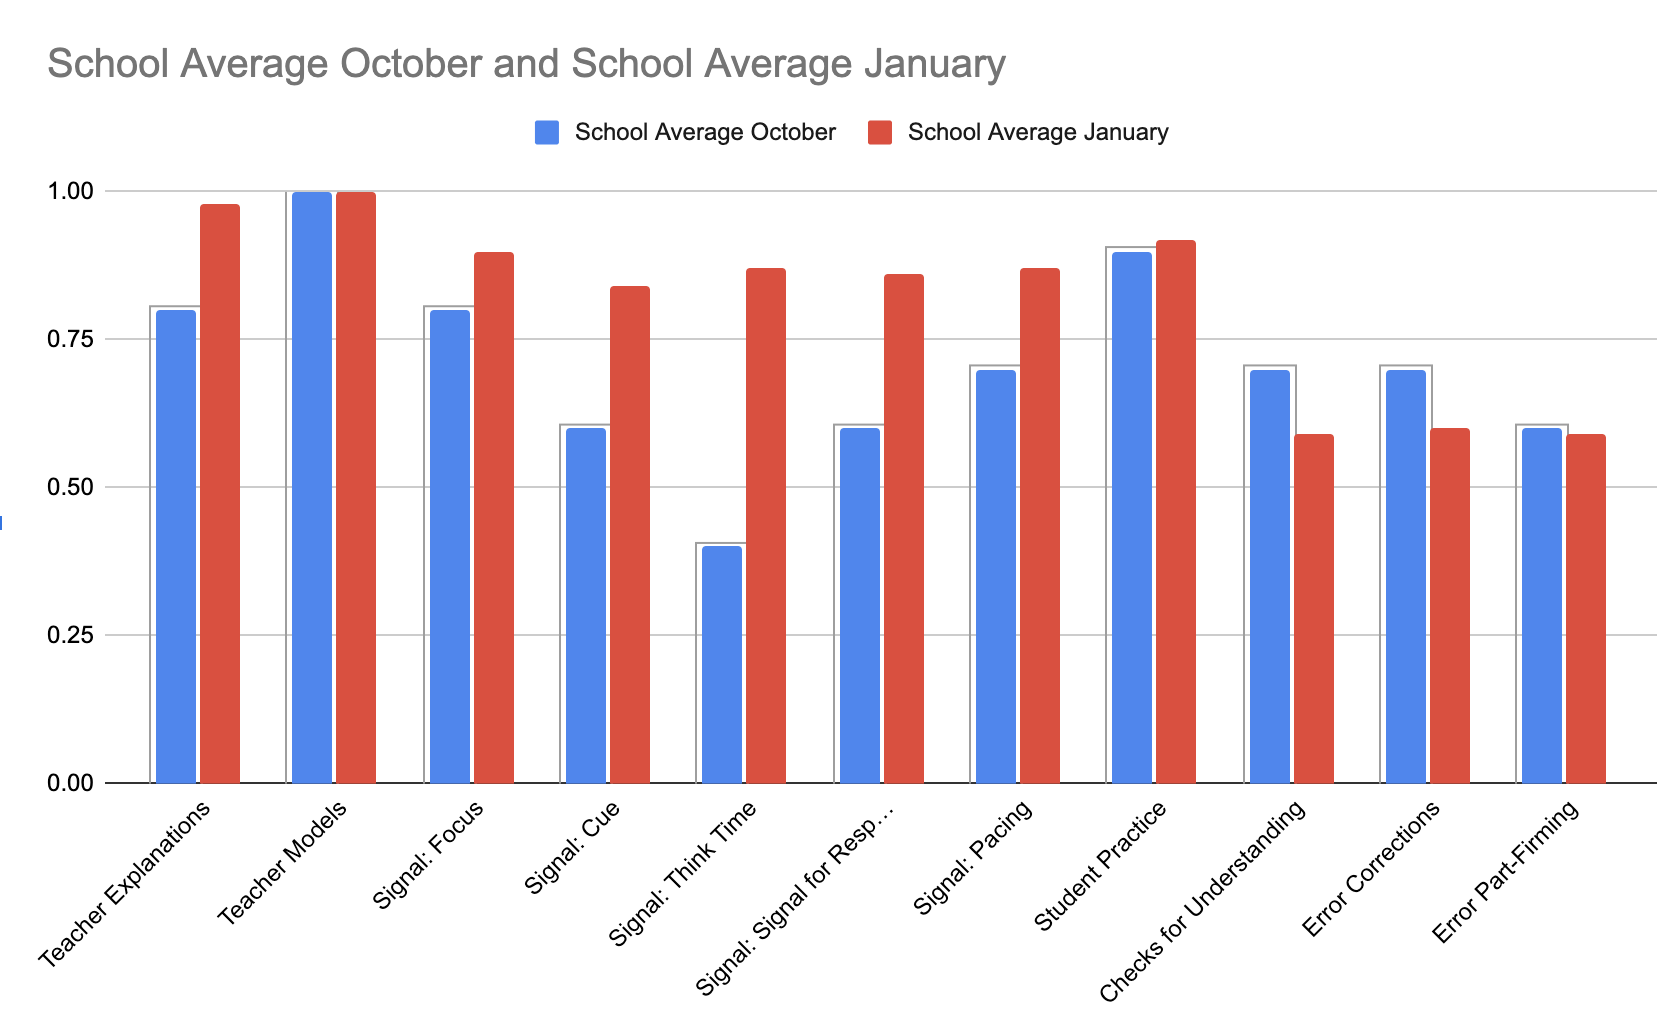 School Average October and School Average January
School Average October
School Average January
1.00
0.75
0.50
0.25
0.00
Teacher Explanations
Teacher Models
Signal: Focus
Signal: Cue
Signal: Think Time
Signal: Signal for Resp…
Signal: Pacing
Student Practice
Checks for Understanding
Error Corrections
Error Part-Firming